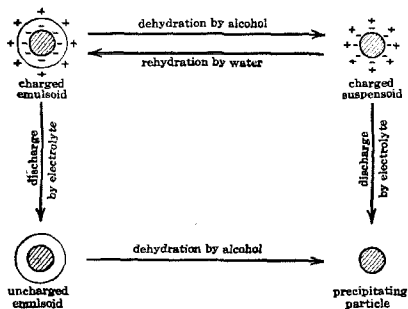 dehydration by alcohol
rehydration by water
charged
emulsoid
charged
suspensoid
discharge
by electrolyte
discharge
by electrolyte
dehydration by alcohol
uncharged
emulsoid
precipitating
particle